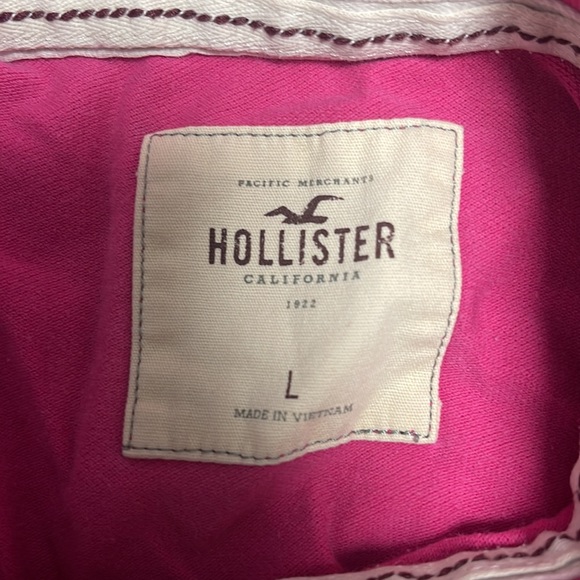 PACIFIC MERCHANTS
HOLLISTER
CALIFORNIA
1922
L
MADE IN VIETNAM